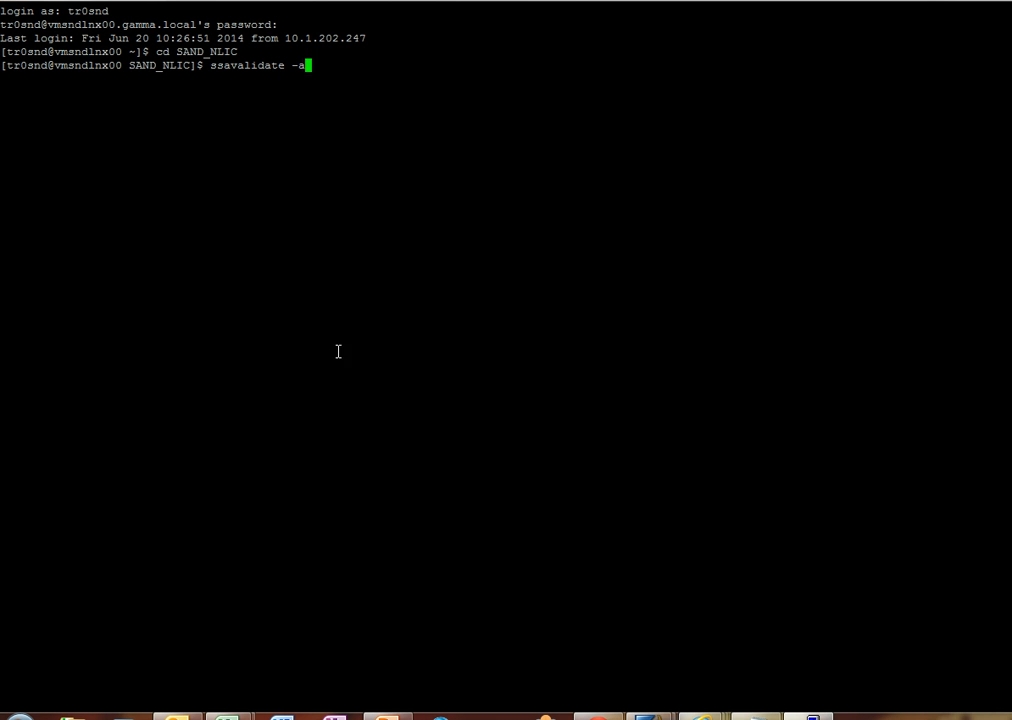 login as: tr0snd
tr0snd@vmsndlnx00.gamma.local's password:
Last login: Fri Jun 20 10:26:51 2014 from 10.1.202.247
[tr0snd@vmsndlnx00 ~]$ cd SAND_NLIC
[tr0snd@vmsndlnx00 SAND_NLIC]$ ssavalidate -a